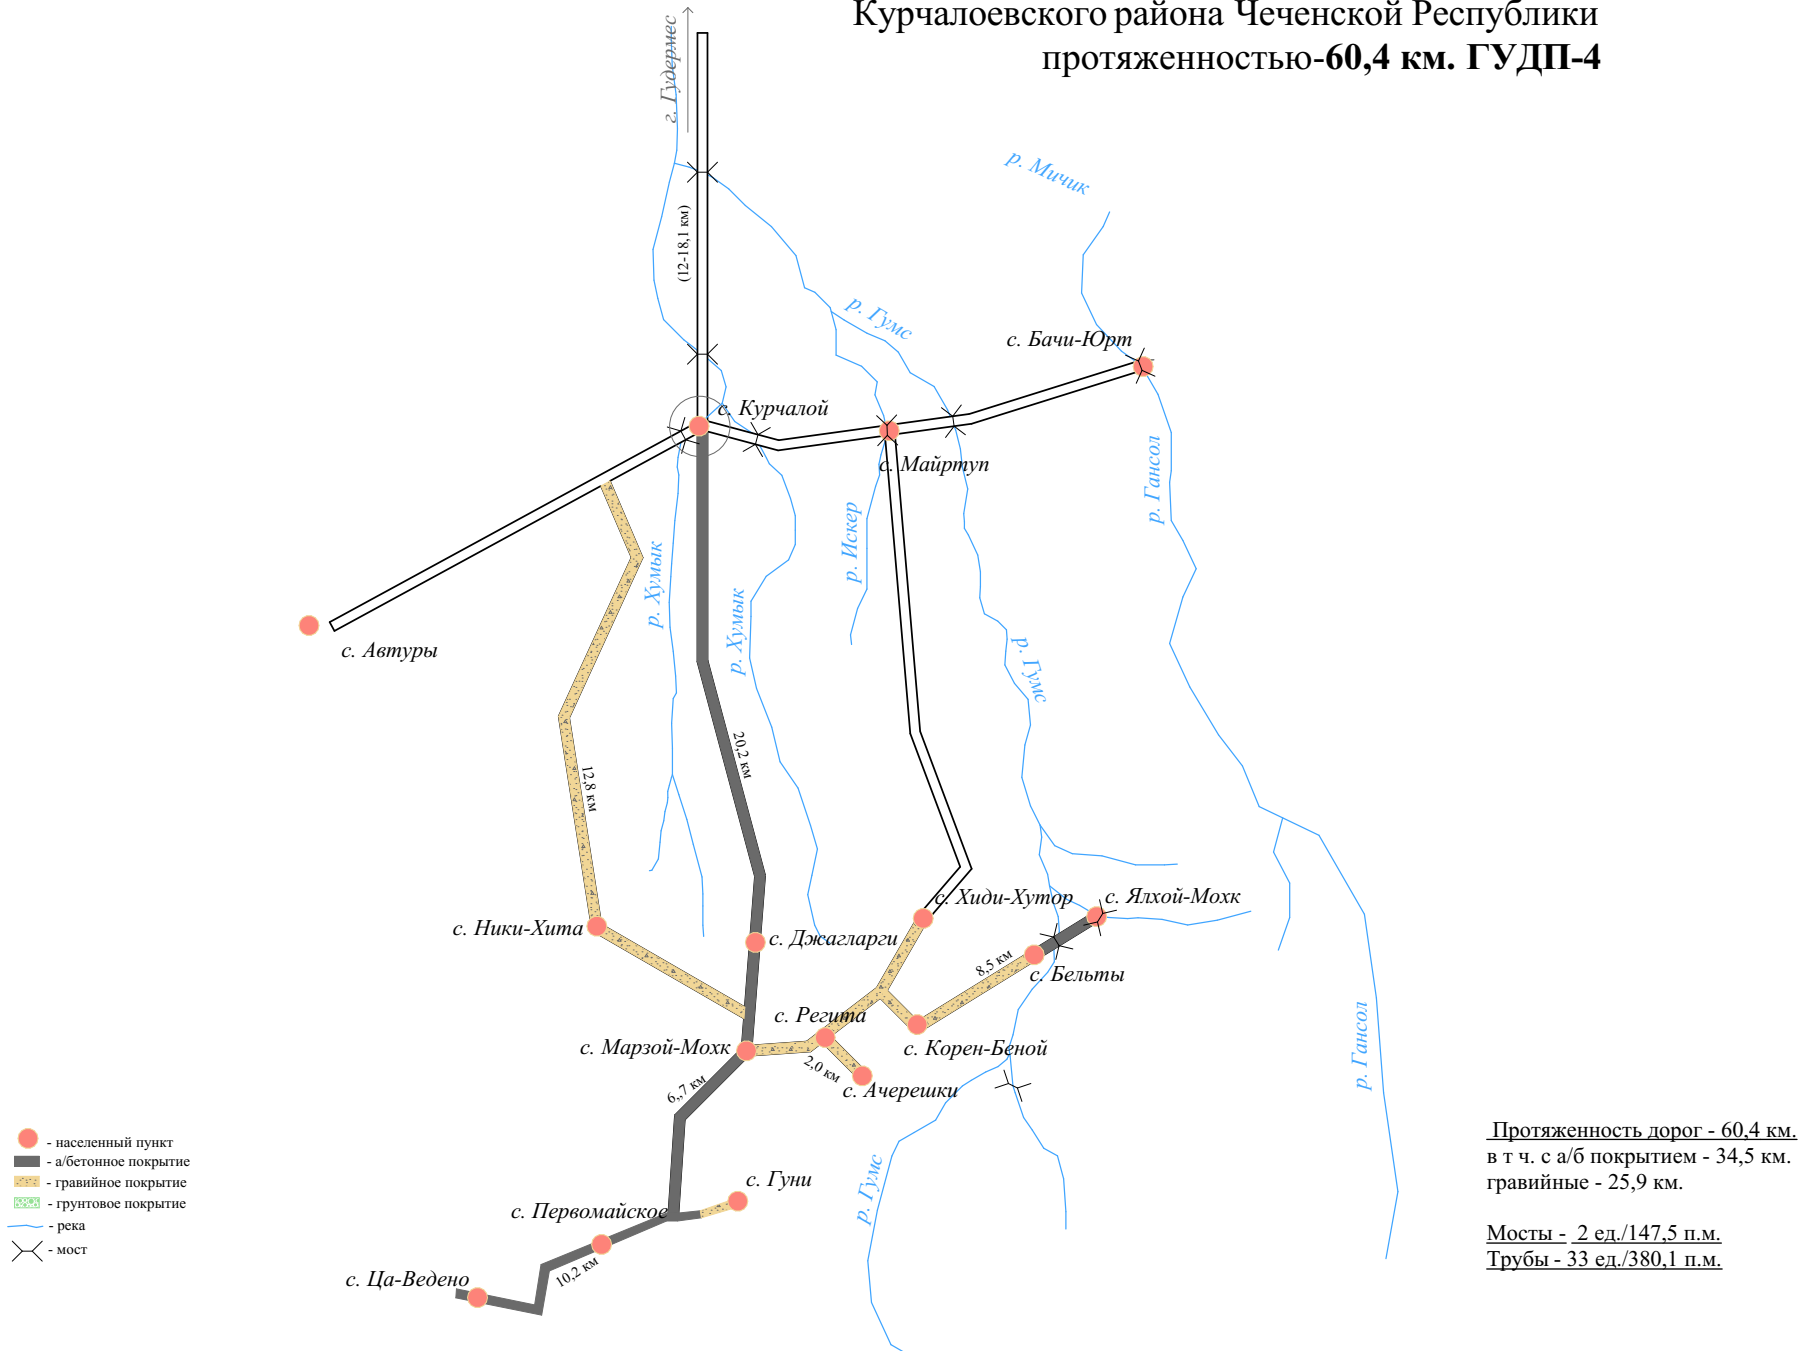 Курчалоевского района Чеченской Республики
протяженностью-60,4 км. ГУДП-4
г. Гудермес
р. Мичик
(12-18,1 км)
р. Гумс
с. Бачи-Юрт
с. Курчалой
с. Майртуп
р. Гансол
р. Искер
р. Хумык
р. Хумык
с. Автуры
р. Гумс
20,2 км
12,8 км
с. Хиди-Хутор
с. Ялхой-Мохк
с. Ники-Хита
с. Джагларги
8,5 км
с. Бельты
с. Регита
с. Марзой-Мохк
с. Корен-Беной
2,0 км
с. Ачерешки
р. Гансол
6,,7 км
- населенный пункт
- а/бетонное покрытие
- гравийное покрытие
- грунтовое покрытие
- река
- мост
с. Гуни
р. Гумс
с. Первомайское
10,2 км
с. Ца-Ведено
Протяженность дорог - 60,4 км.
в т ч. с а/б покрытием - 34,5 км.
гравийные - 25,9 км.
Мосты - 2 ед./147,5 п.м.
Трубы - 33 ед./380,1 п.м.